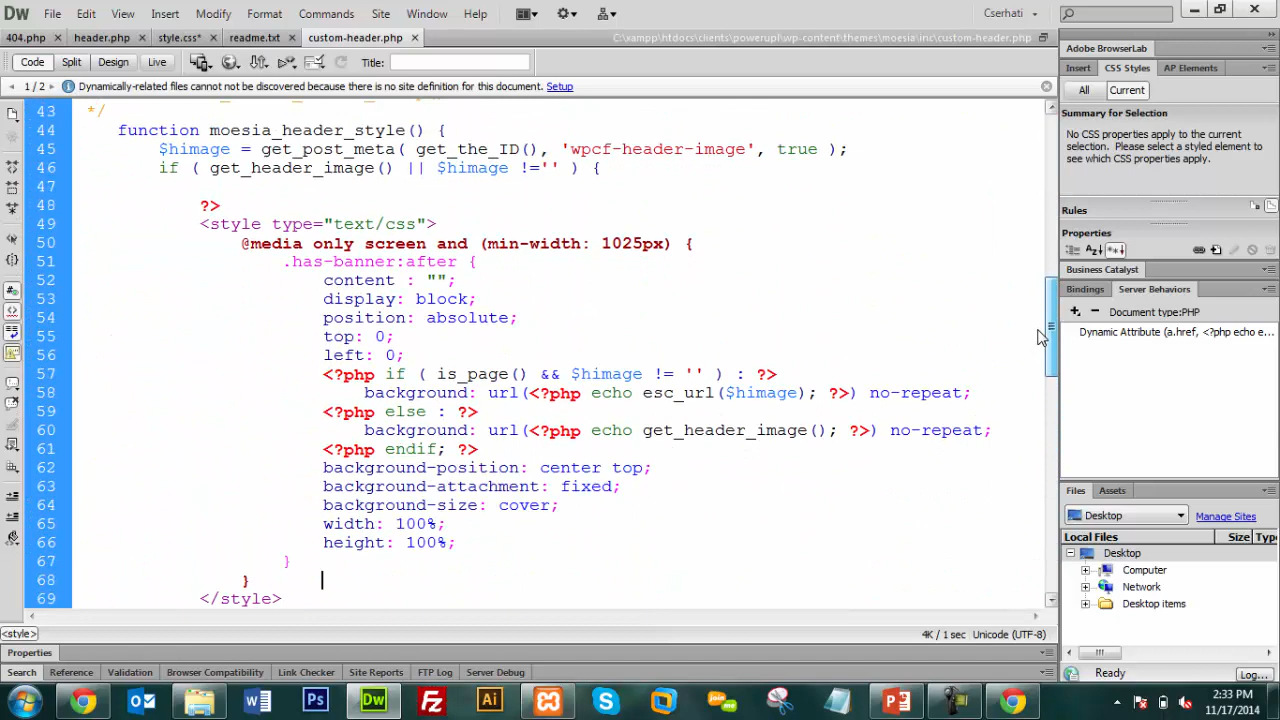 DW File Edit View Insert Modify Format Commands Site Window Help Cserhati
404.php × header.php × style.css* × readme.txt × custom-header.php × C:\xampp\htdocs\clients\powerupl\wp-content\themes\moesia\inc\custom-header.php
Code Split Design Live Title:
1 / 2 Dynamically-related files cannot be discovered because there is no site definition for this document. Setup
43 */
44 function moesia_header_style() {
45 $himage = get_post_meta( get_the_ID(), 'wpcf-header-image', true );
46 if ( get_header_image() || $himage !='' ) {
47
48 ?>
49 <style type="text/css">
50 @media only screen and (min-width: 1025px) {
51 .has-banner:after {
52 content : "";
53 display: block;
54 position: absolute;
55 top: 0;
56 left: 0;
57 <?php if ( is_page() && $himage != '' ) : ?>
58 background: url(<?php echo esc_url($himage); ?>) no-repeat;
59 <?php else : ?>
60 background: url(<?php echo get_header_image(); ?>) no-repeat;
61 <?php endif; ?>
62 background-position: center top;
63 background-attachment: fixed;
64 background-size: cover;
65 width: 100%;
66 height: 100%;
67 }
68 }
69 </style>
<style> 4K / 1 sec Unicode (UTF-8)
Properties
Search Reference Validation Browser Compatibility Link Checker Site Reports FTP Log Server Debug
Adobe BrowserLab
Insert CSS Styles AP Elements
All Current
Summary for Selection
No CSS properties apply to the current
selection. Please select a styled element to
see which CSS properties apply.
Rules
Properties
Az
Business Catalyst
Bindings Server Behaviors
+ − Document type:PHP
Dynamic Attribute (a.href, <?php echo e...
Files Assets
Desktop Manage Sites
Local Files Size Type
Desktop
Computer
Network
Desktop items
Ready Log...
Ps Dw Fz Ai
2:33 PM
11/17/2014